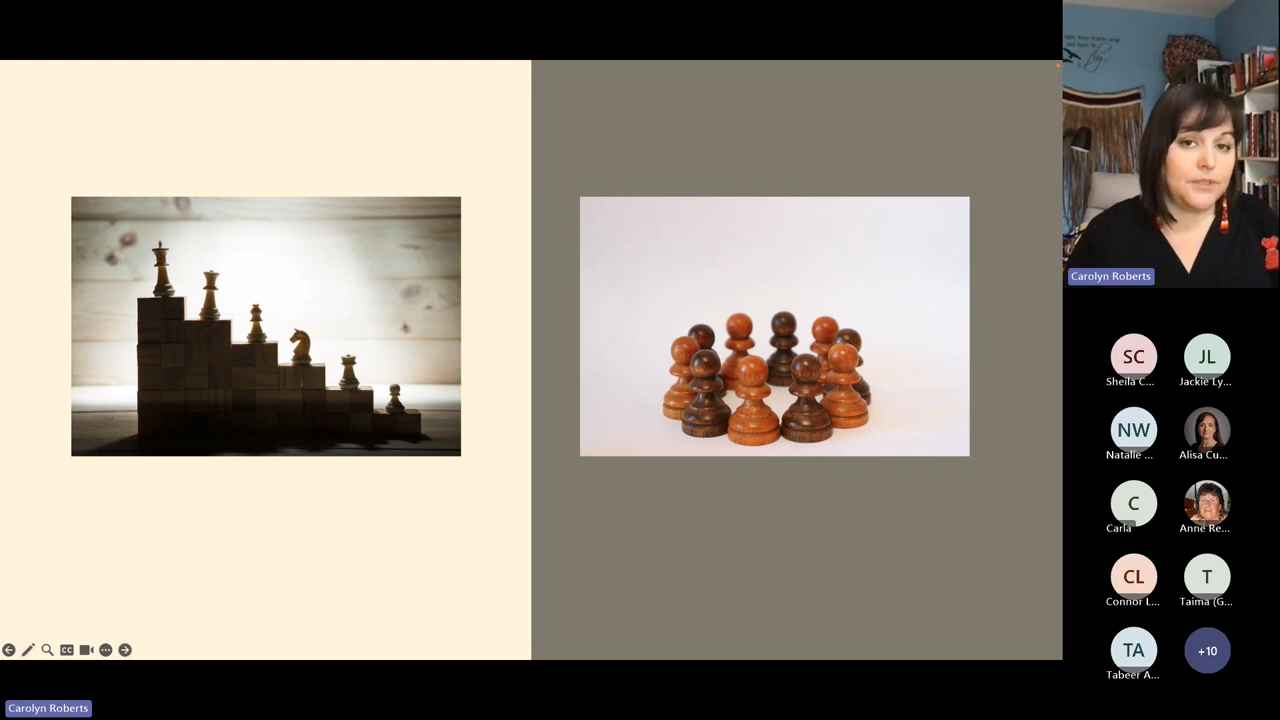 Carolyn Roberts
SC
Sheila C...
JL
Jackie Ly...
NW
Natalie ...
Alisa Cu...
C
Carla
Anne Re...
CL
Connor L...
T
Taima (G...
TA
Tabeer A...
+10
CC
Carolyn Roberts